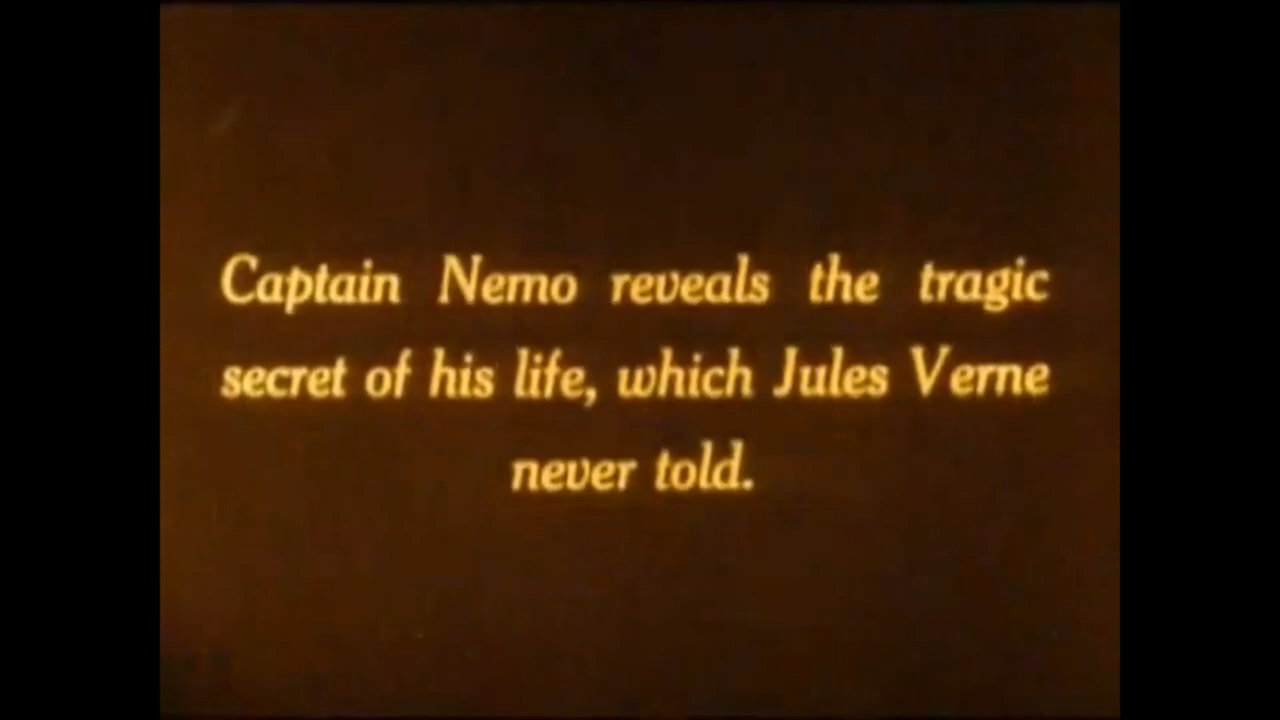 Captain Nemo reveals the tragic
secret of his life, which Jules Verne
never told.